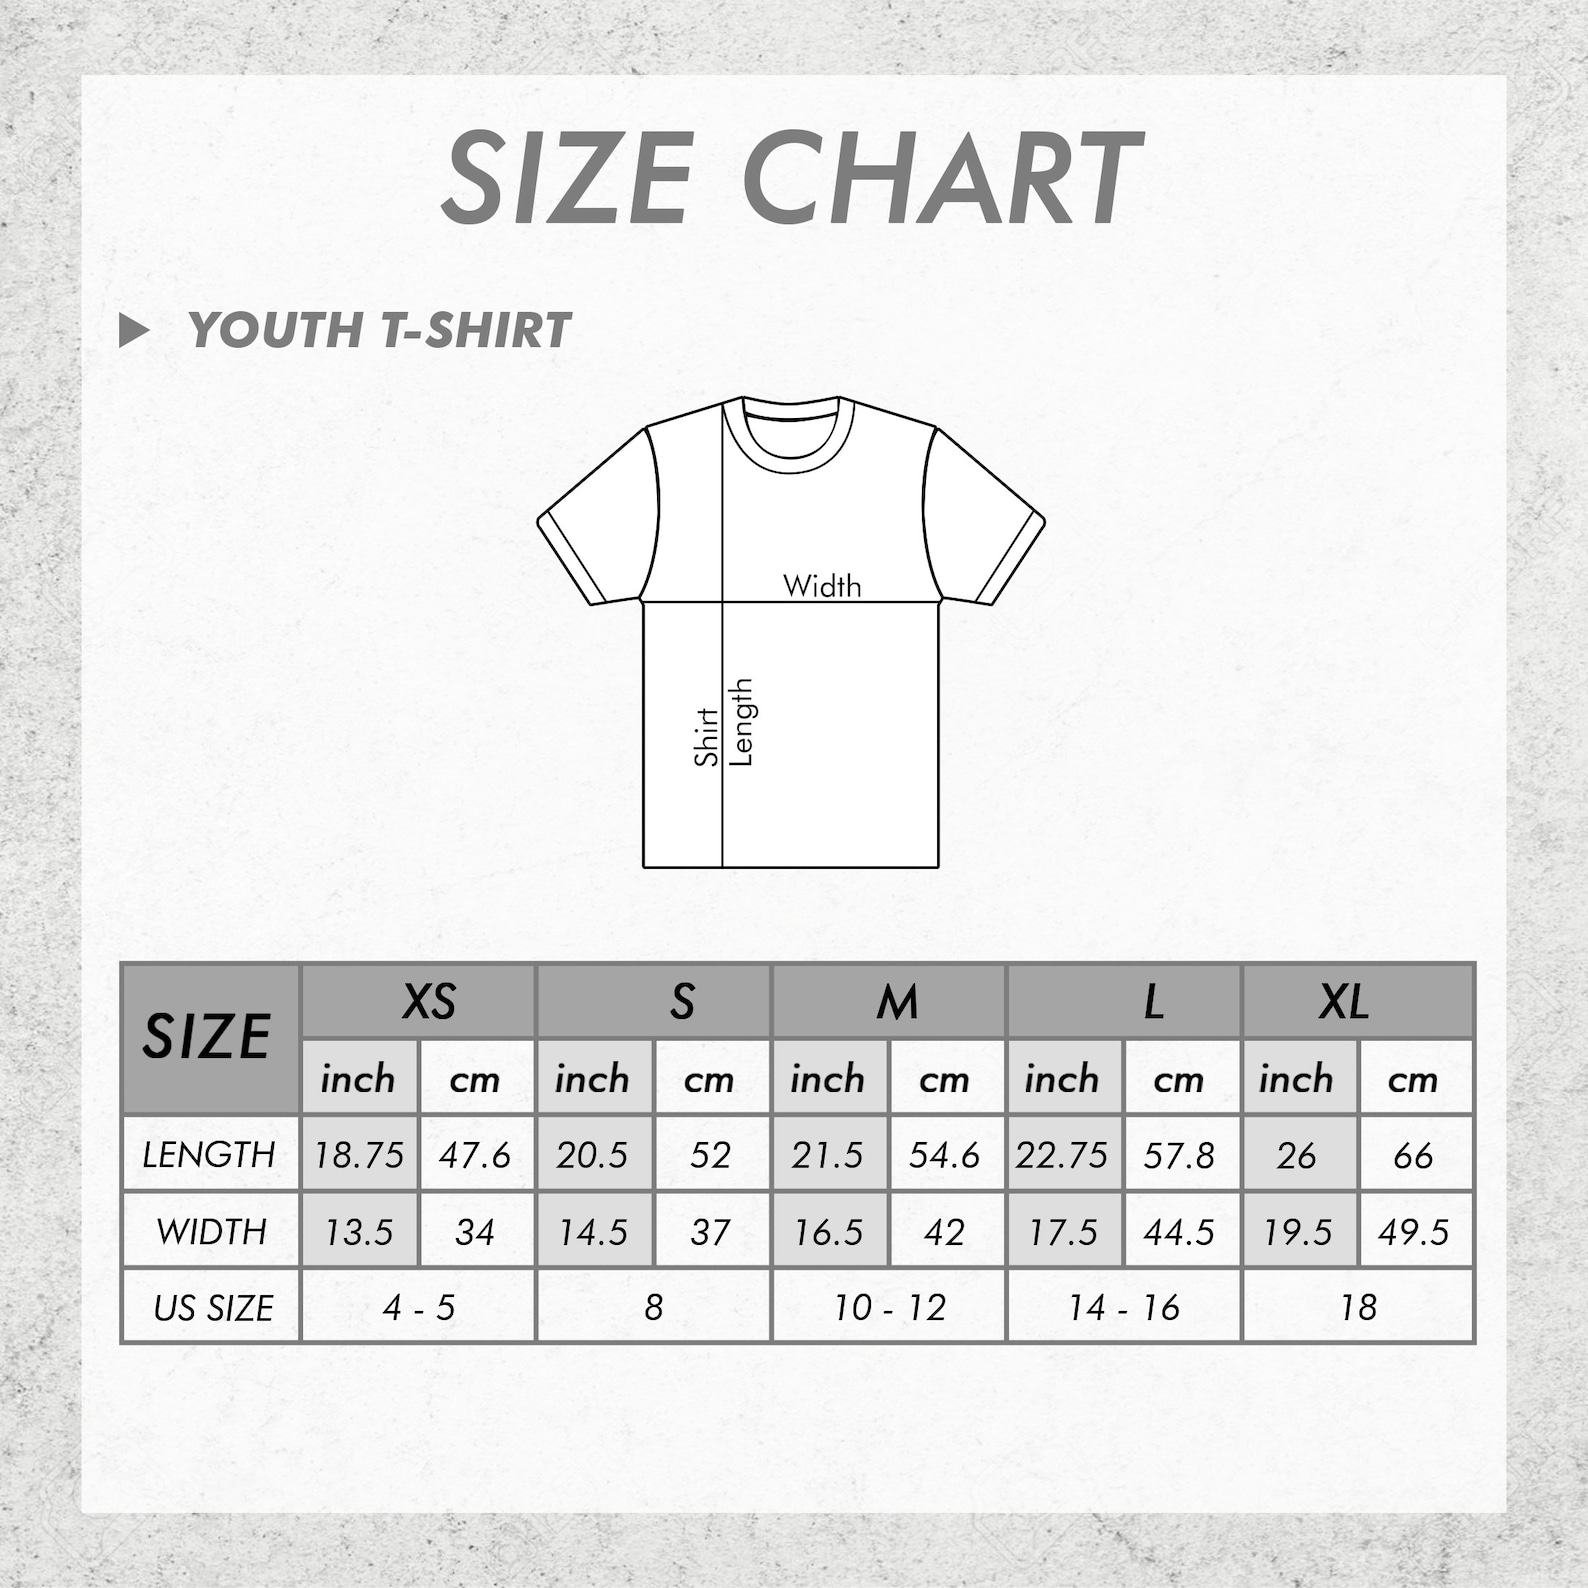 SIZE CHART
YOUTH T-SHIRT
Width
Shirt
Length
SIZE XS S M L XL
inch cm inch cm inch cm inch cm inch cm
LENGTH 18.75 47.6 20.5 52 21.5 54.6 22.75 57.8 26 66
WIDTH 13.5 34 14.5 37 16.5 42 17.5 44.5 19.5 49.5
US SIZE 4 - 5 8 10 - 12 14 - 16 18